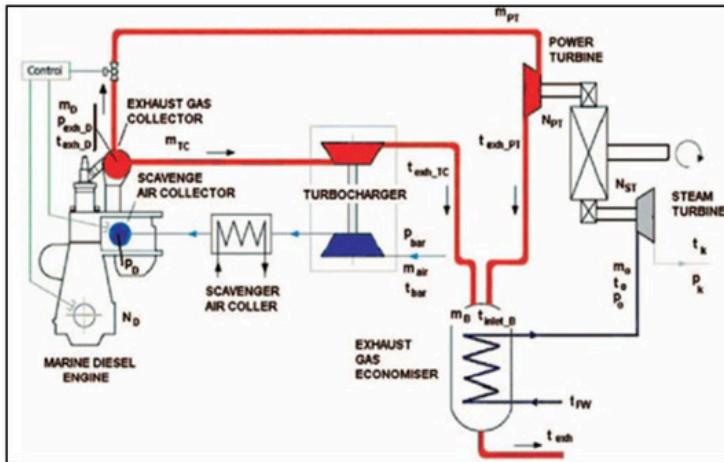 m_PT
POWER
TURBINE
Control
m_D
P_exh_D
t_exh_D
EXHAUST GAS
COLLECTOR
m_TC
N_PT
t_exh_PT
SCAVENGE
AIR COLLECTOR
t_exh_TC
TURBOCHARGER
N_ST
STEAM
TURBINE
P_D
P_bar
m_air
t_bar
m_o
t_o
p_o
t_k
p_k
SCAVENGER
AIR COLLER
N_D
m_B
t_inlet_B
MARINE DIESEL
ENGINE
EXHAUST
GAS
ECONOMISER
t_FW
t_exh